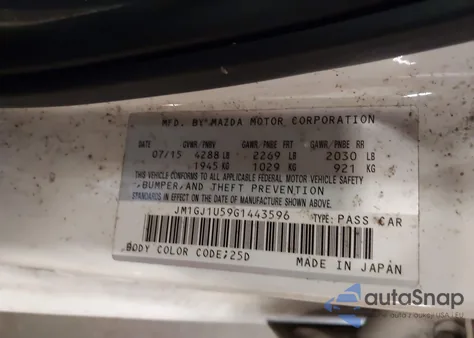 MFD. BY MAZDA MOTOR CORPORATION
DATE GVWR/PNBV GAWR/PNBE FRT GAWR/PNBE RR
07/15 4288 LB 2269 LB 2030 LB
1945 KG 1029 KG 921 KG
THIS VEHICLE CONFORMS TO ALL APPLICABLE FEDERAL MOTOR VEHICLE SAFETY,
BUMPER, AND THEFT PREVENTION
STANDARDS IN EFFECT ON THE DATE OF MANUFACTURE SHOWN ABOVE.
JM1GJ1U59G1443596 TYPE: PASS CAR
BODY COLOR CODE;25D MADE IN JAPAN
autoSnap